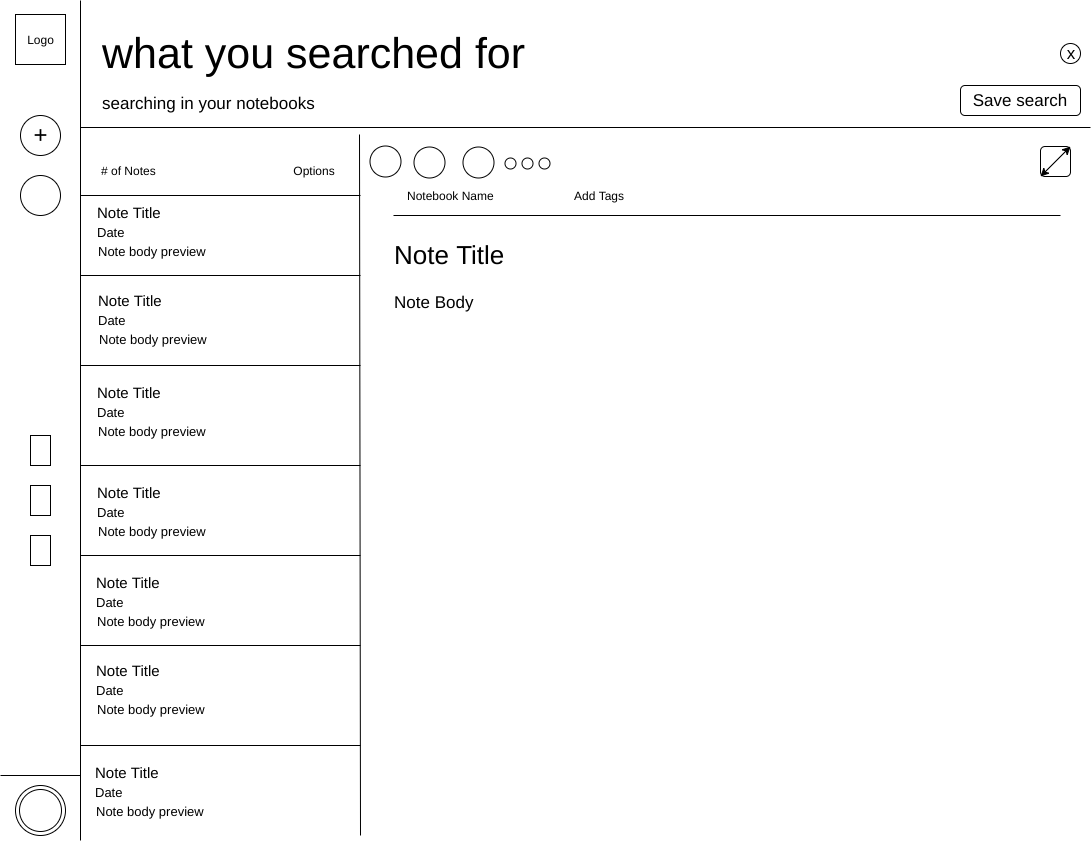 Logo
+
what you searched for
searching in your notebooks
x
Save search
# of Notes
Options
Note Title
Date
Note body preview
Note Title
Date
Note body preview
Note Title
Date
Note body preview
Note Title
Date
Note body preview
Note Title
Date
Note body preview
Note Title
Date
Note body preview
Note Title
Date
Note body preview
Notebook Name
Add Tags
Note Title
Note Body